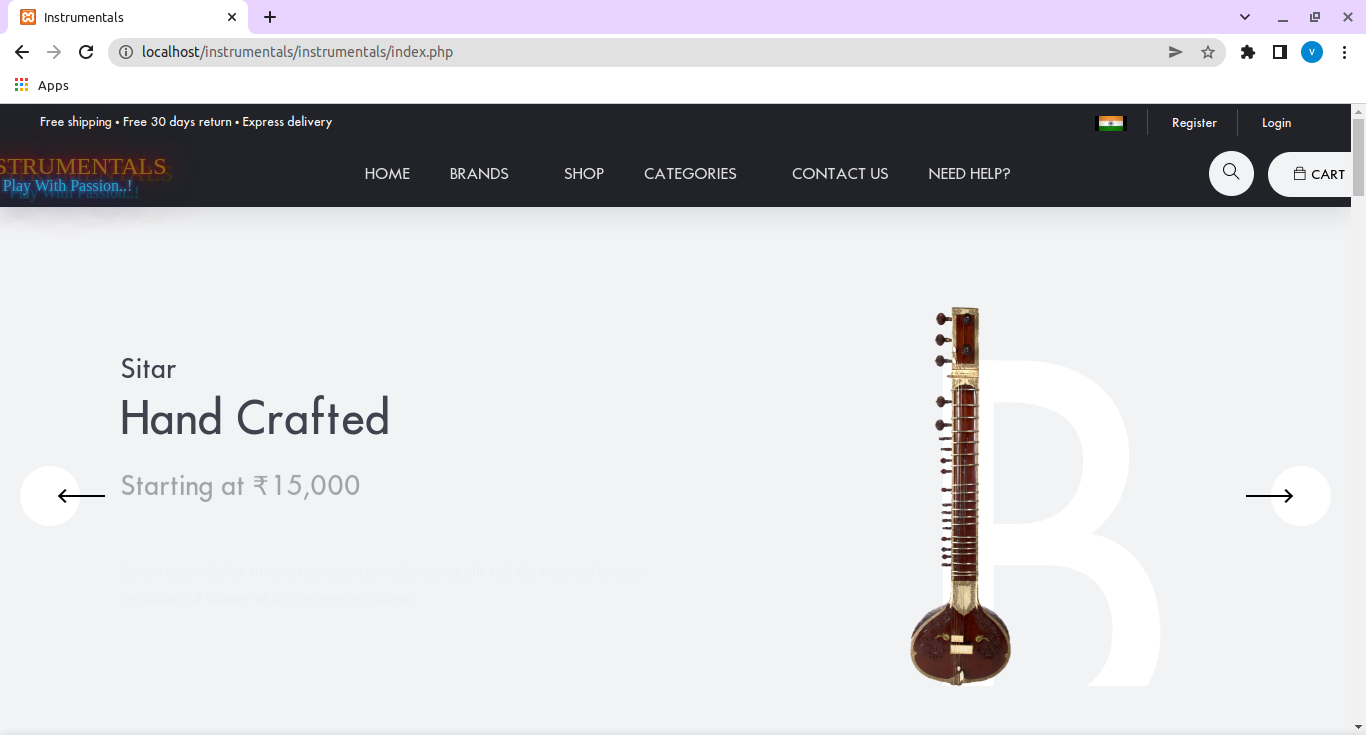 Instrumentals
localhost/instrumentals/instrumentals/index.php
V
Apps
Free shipping • Free 30 days return • Express delivery
Register
Login
STRUMENTALS
Play With Passion..!
HOME
BRANDS
SHOP
CATEGORIES
CONTACT US
NEED HELP?
CART
Sitar
Hand Crafted
Starting at ₹15,000
B